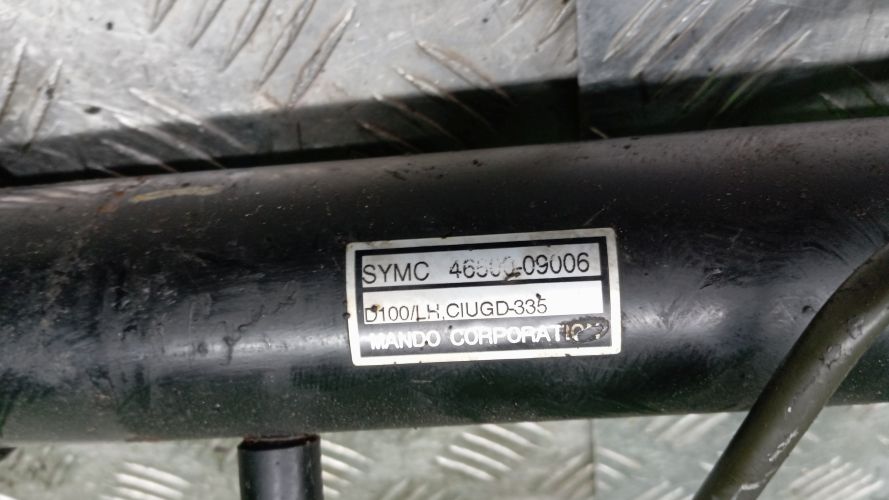 SYMC 46500-09006
D100/LH,CIUGD-335
MANDO CORPORATION